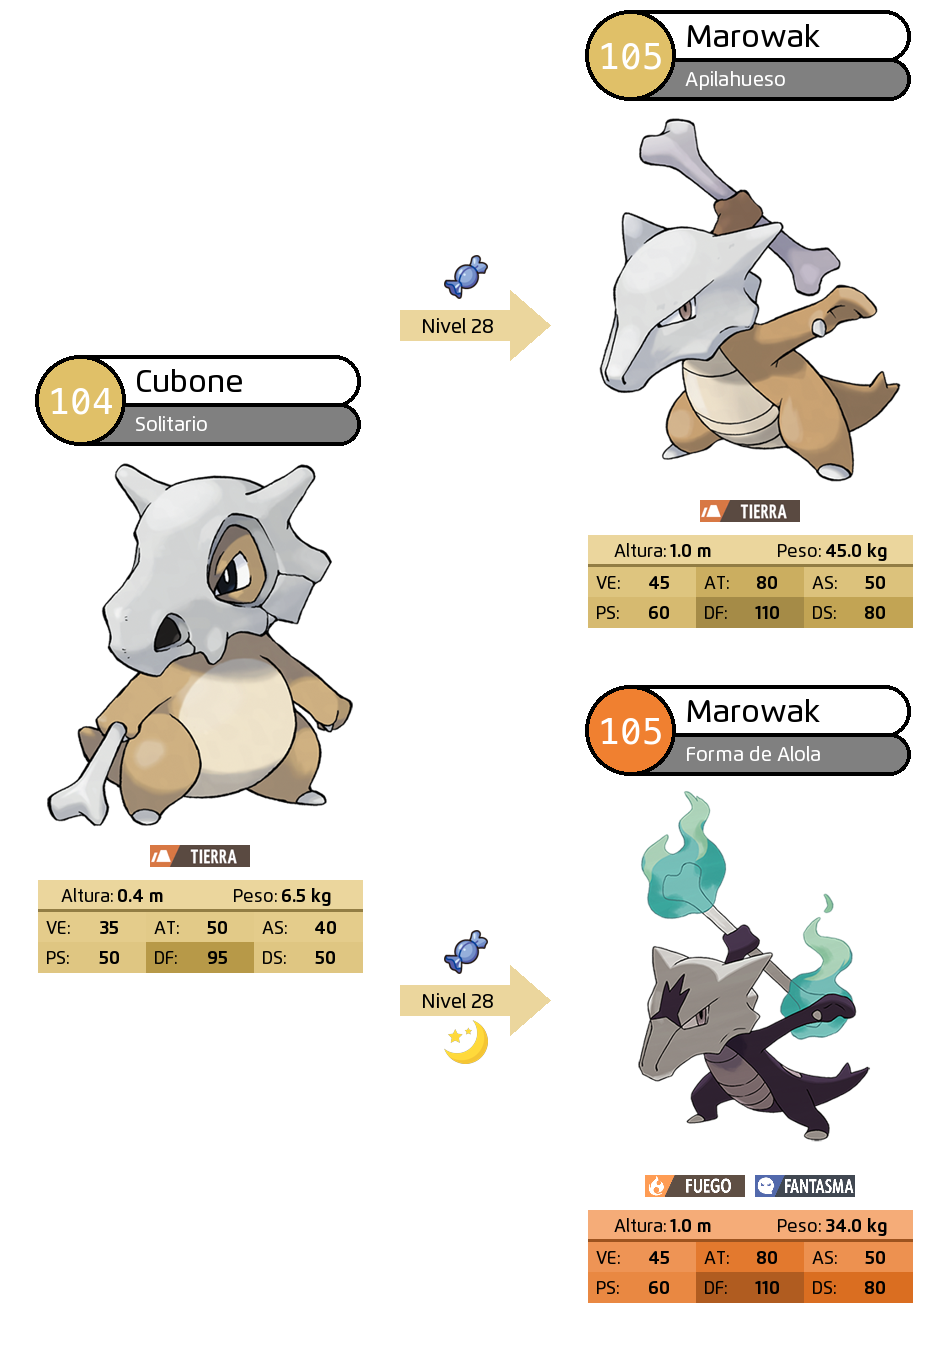 105
Marowak
Apilahueso
Nivel 28
TIERRA
Altura: 1.0 m Peso: 45.0 kg
VE: 45 AT: 80 AS: 50
PS: 60 DF: 110 DS: 80
104
Cubone
Solitario
TIERRA
Altura: 0.4 m Peso: 6.5 kg
VE: 35 AT: 50 AS: 40
PS: 50 DF: 95 DS: 50
105
Marowak
Forma de Alola
Nivel 28
FUEGO FANTASMA
Altura: 1.0 m Peso: 34.0 kg
VE: 45 AT: 80 AS: 50
PS: 60 DF: 110 DS: 80